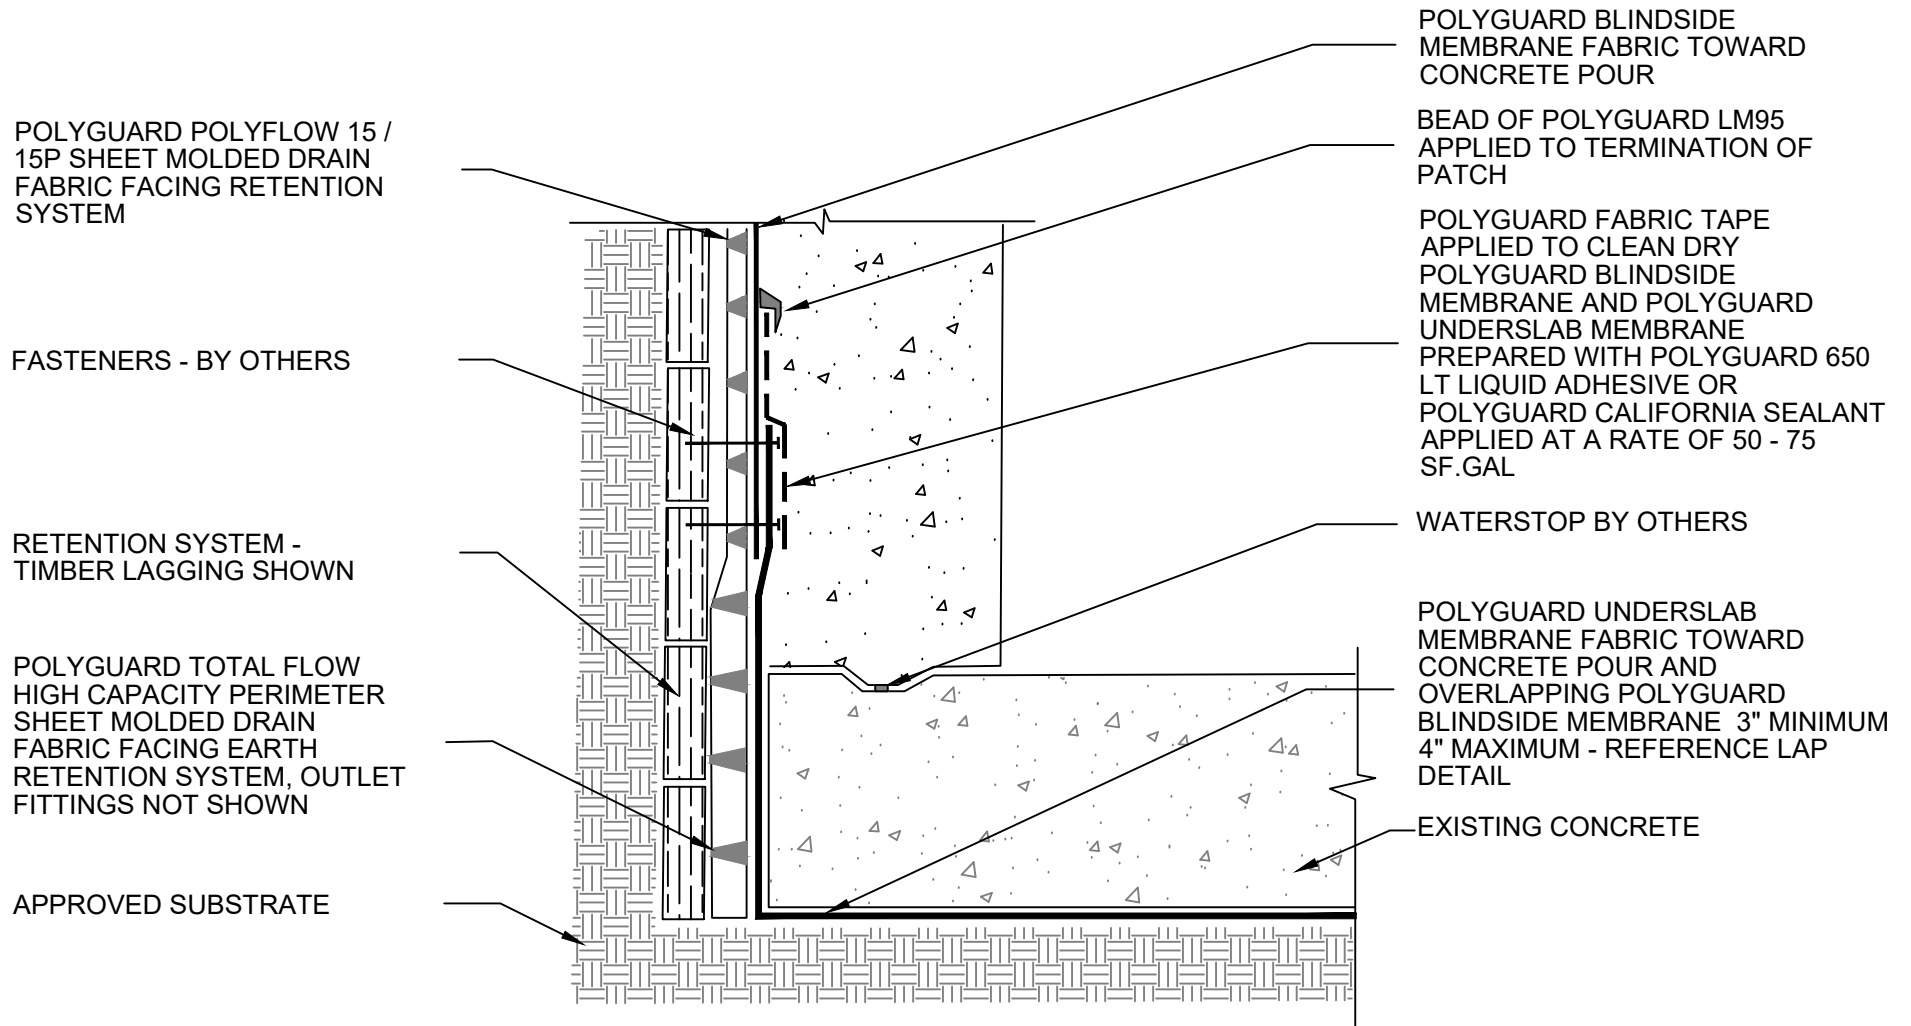 POLYGUARD POLYFLOW 15 /
15P SHEET MOLDED DRAIN
FABRIC FACING RETENTION
SYSTEM
FASTENERS - BY OTHERS
RETENTION SYSTEM -
TIMBER LAGGING SHOWN
POLYGUARD TOTAL FLOW
HIGH CAPACITY PERIMETER
SHEET MOLDED DRAIN
FABRIC FACING EARTH
RETENTION SYSTEM, OUTLET
FITTINGS NOT SHOWN
APPROVED SUBSTRATE
POLYGUARD BLINDSIDE
MEMBRANE FABRIC TOWARD
CONCRETE POUR
BEAD OF POLYGUARD LM95
APPLIED TO TERMINATION OF
PATCH
POLYGUARD FABRIC TAPE
APPLIED TO CLEAN DRY
POLYGUARD BLINDSIDE
MEMBRANE AND POLYGUARD
UNDERSLAB MEMBRANE
PREPARED WITH POLYGUARD 650
LT LIQUID ADHESIVE OR
POLYGUARD CALIFORNIA SEALANT
APPLIED AT A RATE OF 50 - 75
SF.GAL
WATERSTOP BY OTHERS
POLYGUARD UNDERSLAB
MEMBRANE FABRIC TOWARD
CONCRETE POUR AND
OVERLAPPING POLYGUARD
BLINDSIDE MEMBRANE  3" MINIMUM
4" MAXIMUM - REFERENCE LAP
DETAIL
EXISTING CONCRETE